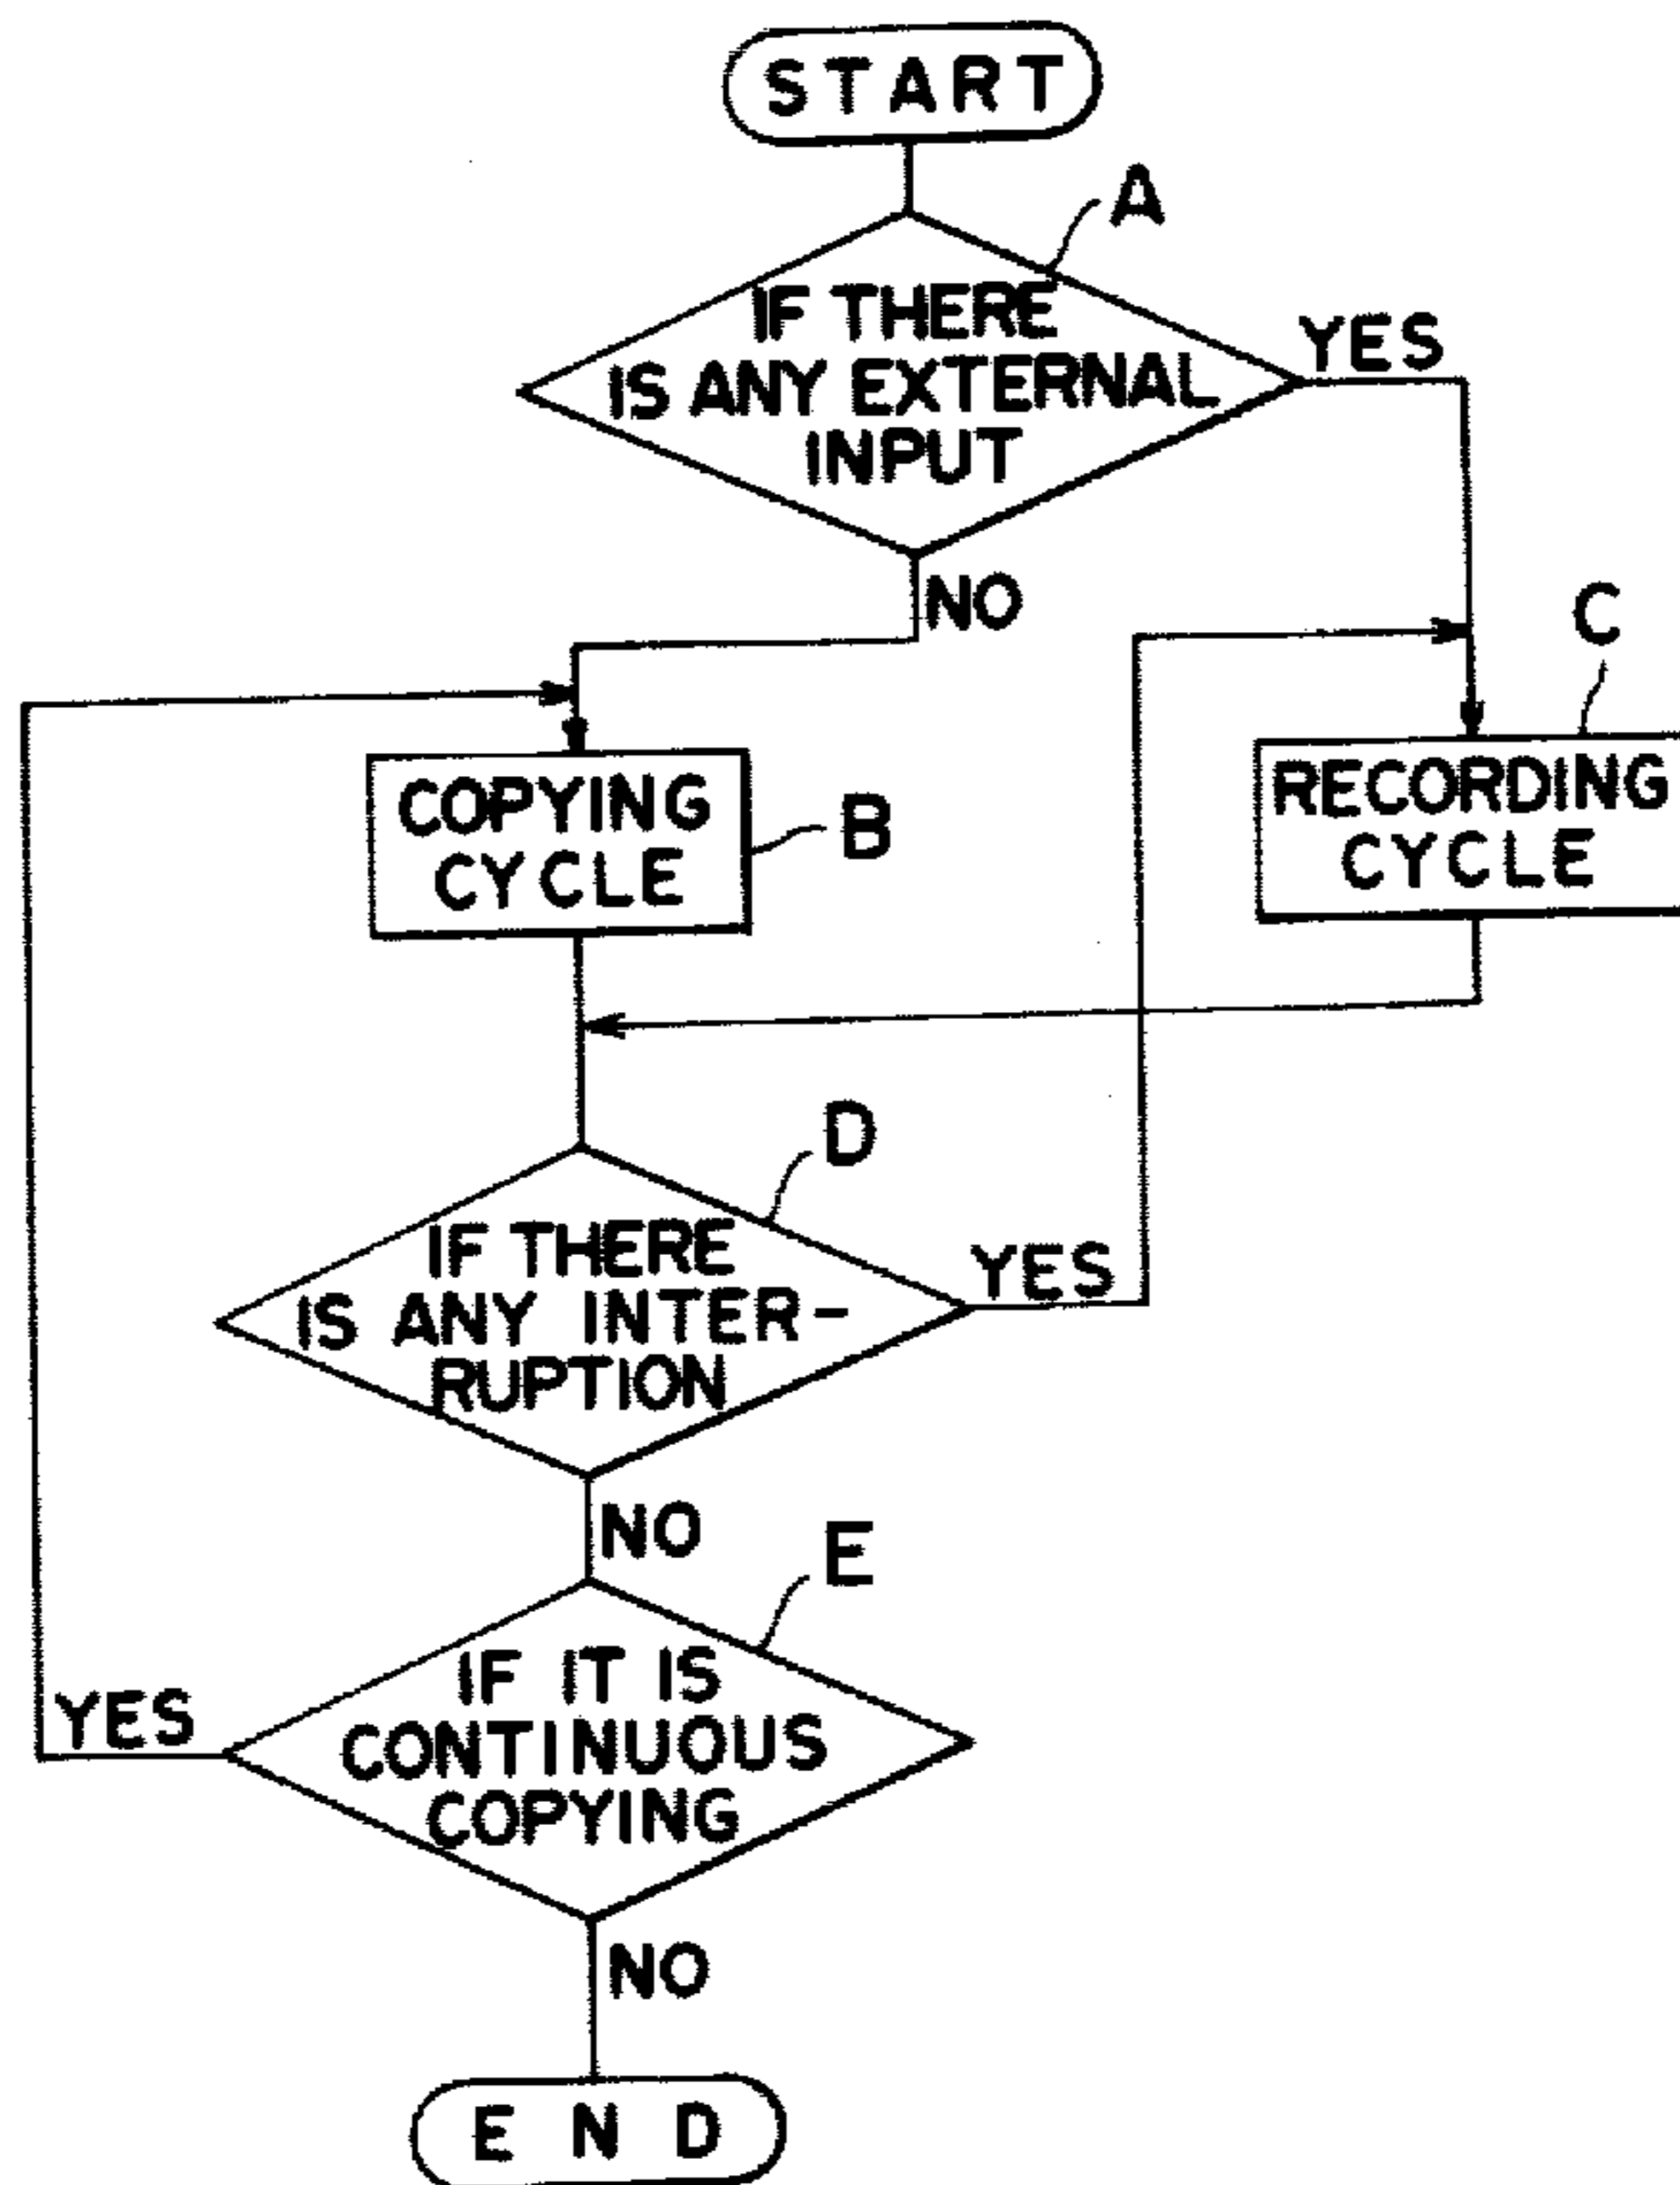 START
A
IF THERE
IS ANY EXTERNAL
INPUT
YES
NO
C
COPYING
CYCLE
B
RECORDING
CYCLE
D
IF THERE
IS ANY INTER-
RUPTION
YES
NO
E
IF IT IS
CONTINUOUS
COPYING
YES
NO
END